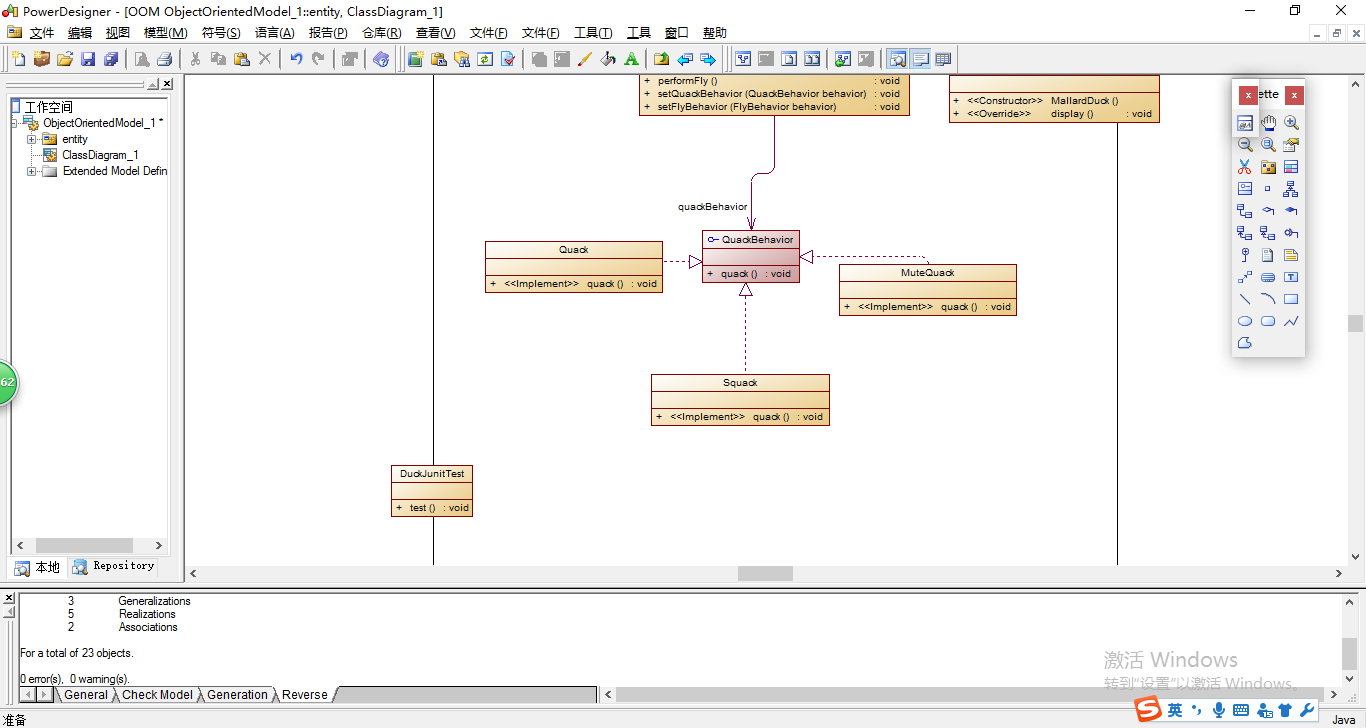 PowerDesigner - [OOM ObjectOrientedModel_1::entity, ClassDiagram_1]
文件 编辑 视图 模型(M) 符号(S) 语言(A) 报告(P) 仓库(R) 查看(V) 文件(F) 文件(F) 工具(T) 工具 窗口 帮助
工作空间
ObjectOrientedModel_1 *
entity
ClassDiagram_1
Extended Model Defin
本地 Repository
+ performFly () : void
+ setQuackBehavior (QuackBehavior behavior) : void
+ setFlyBehavior (FlyBehavior behavior) : void
+ <<Constructor>> MallardDuck ()
+ <<Override>> display () : void
ette
quackBehavior
QuackBehavior
+ quack () : void
Quack
+ <<Implement>> quack () : void
MuteQuack
+ <<Implement>> quack () : void
Squack
+ <<Implement>> quack () : void
62
DuckJunitTest
+ test () : void
3 Generalizations
5 Realizations
2 Associations
For a total of 23 objects.
0 error(s), 0 warning(s).
General Check Model Generation Reverse
激活 Windows
转到"设置"以激活 Windows。
英
准备
Java